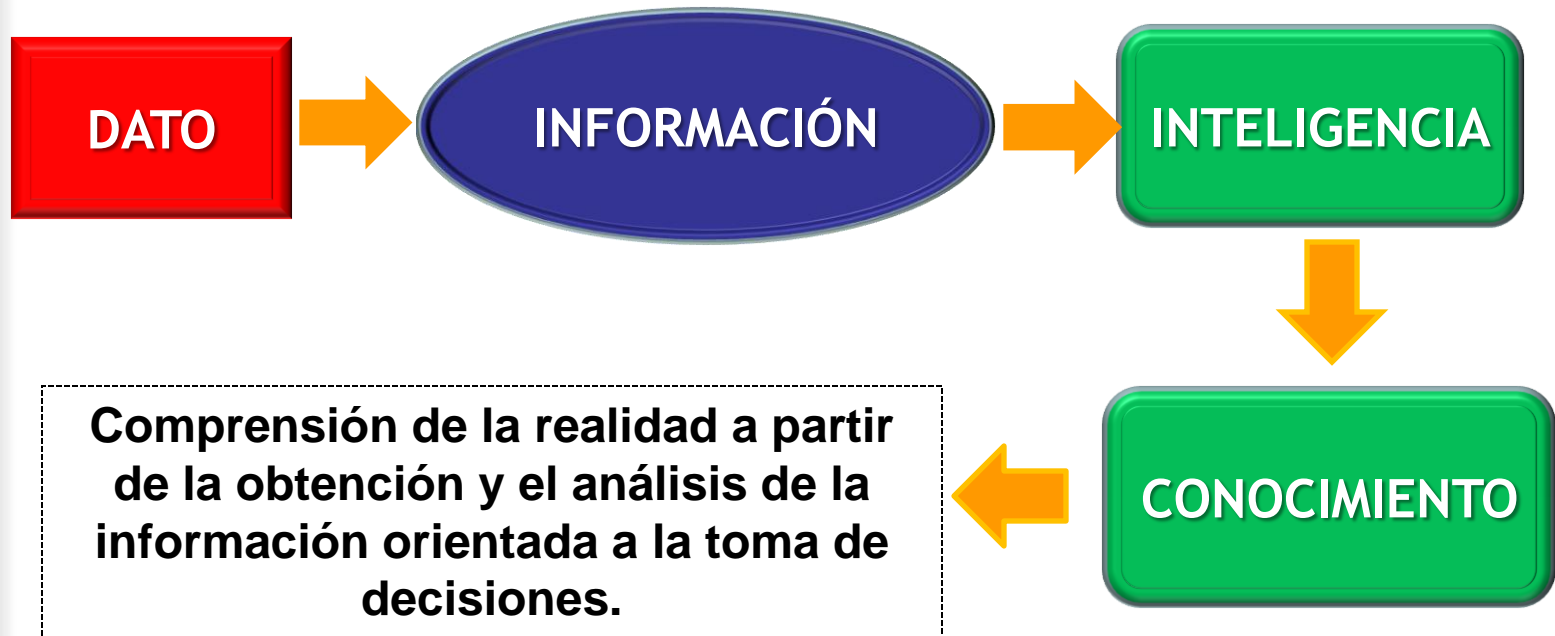 DATO
INFORMACIÓN
INTELIGENCIA
CONOCIMIENTO
Comprensión de la realidad a partir
de la obtención y el análisis de la
información orientada a la toma de
decisiones.